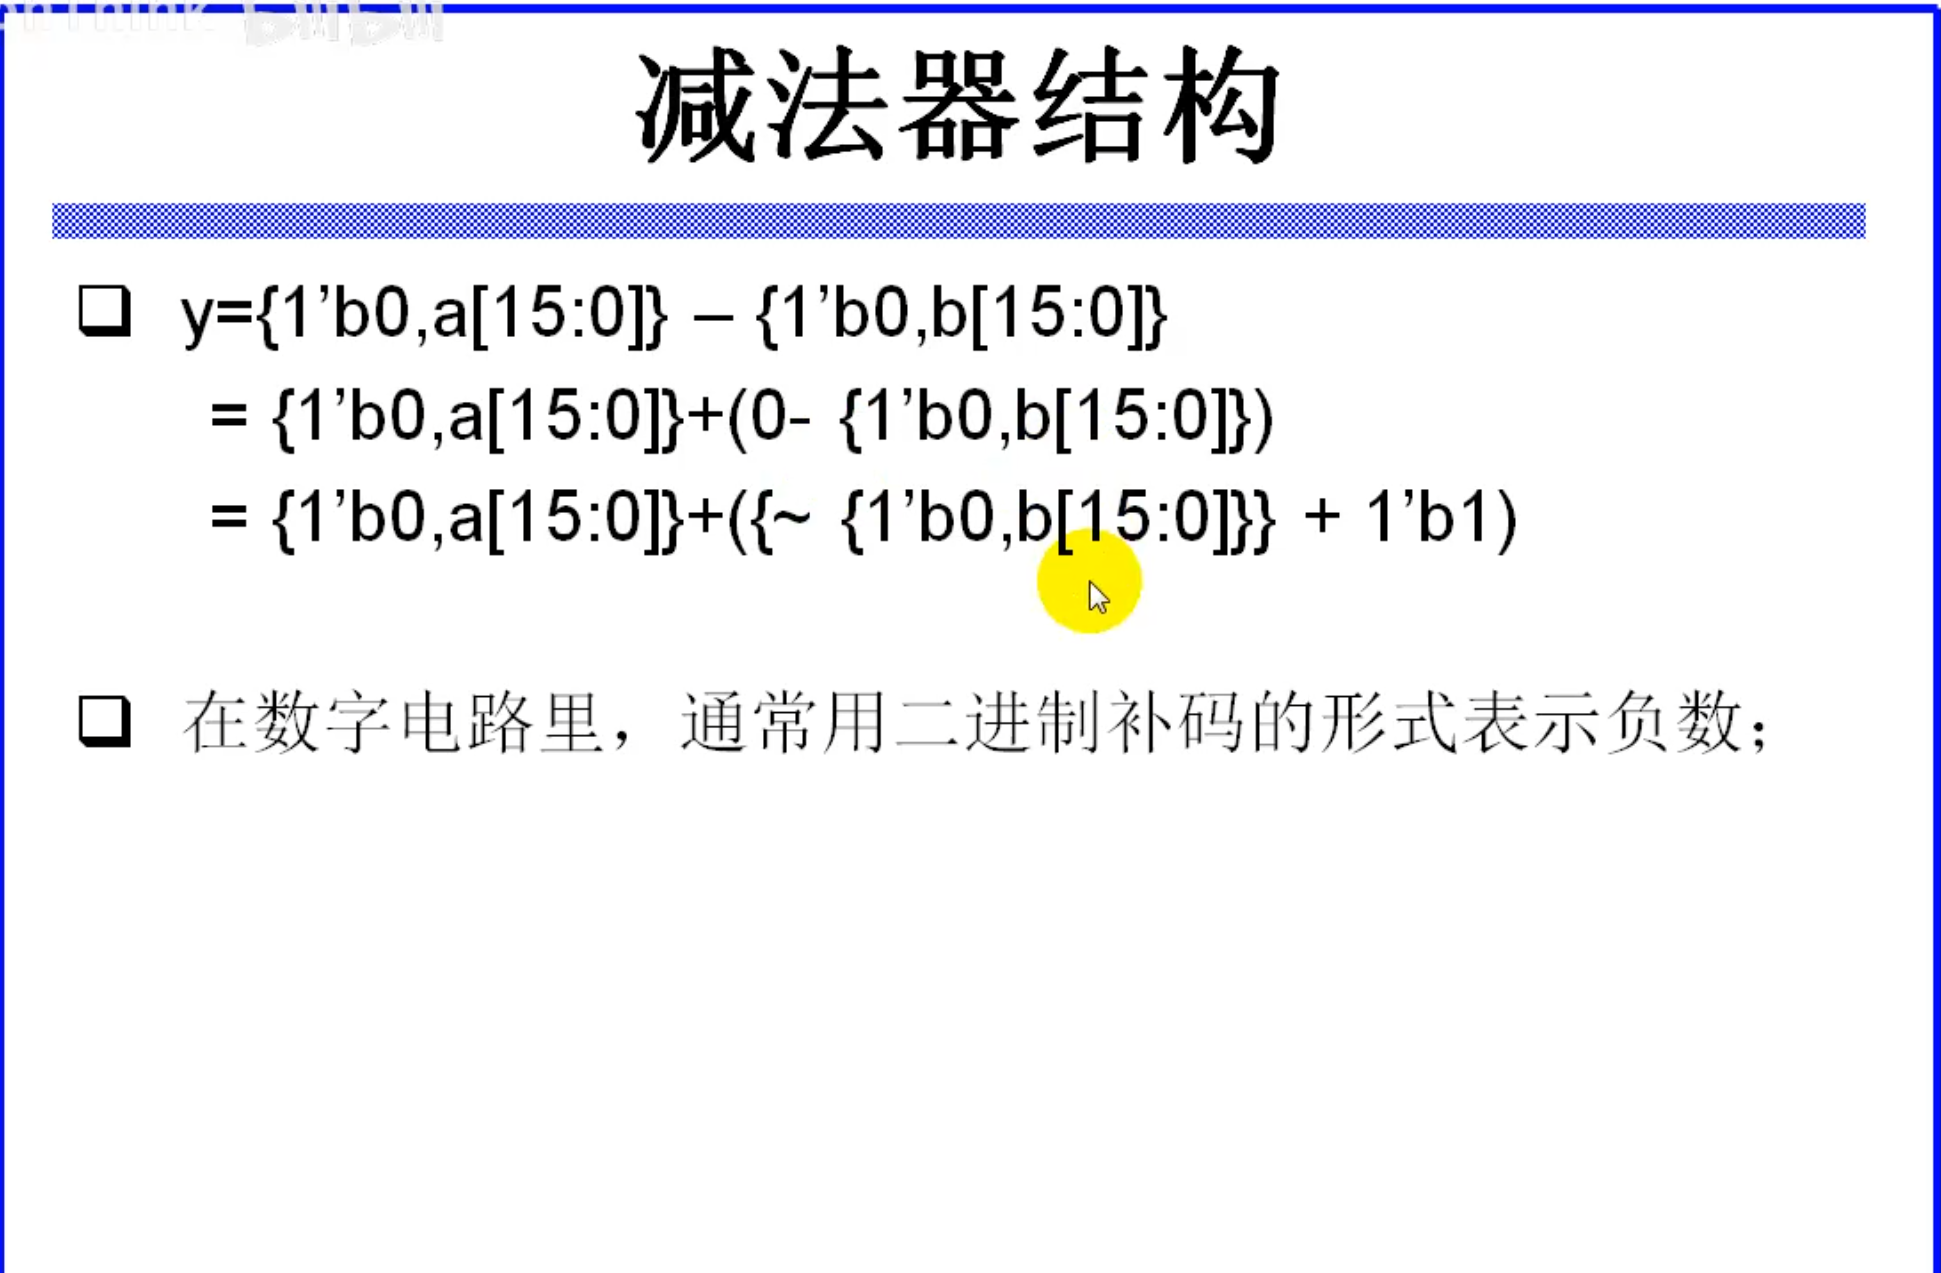 减法器结构
y={1’b0,a[15:0]} – {1’b0,b[15:0]}
= {1’b0,a[15:0]}+(0- {1’b0,b[15:0]})
= {1’b0,a[15:0]}+({~ {1’b0,b[15:0]}} + 1’b1)
在数字电路里，通常用二进制补码的形式表示负数；